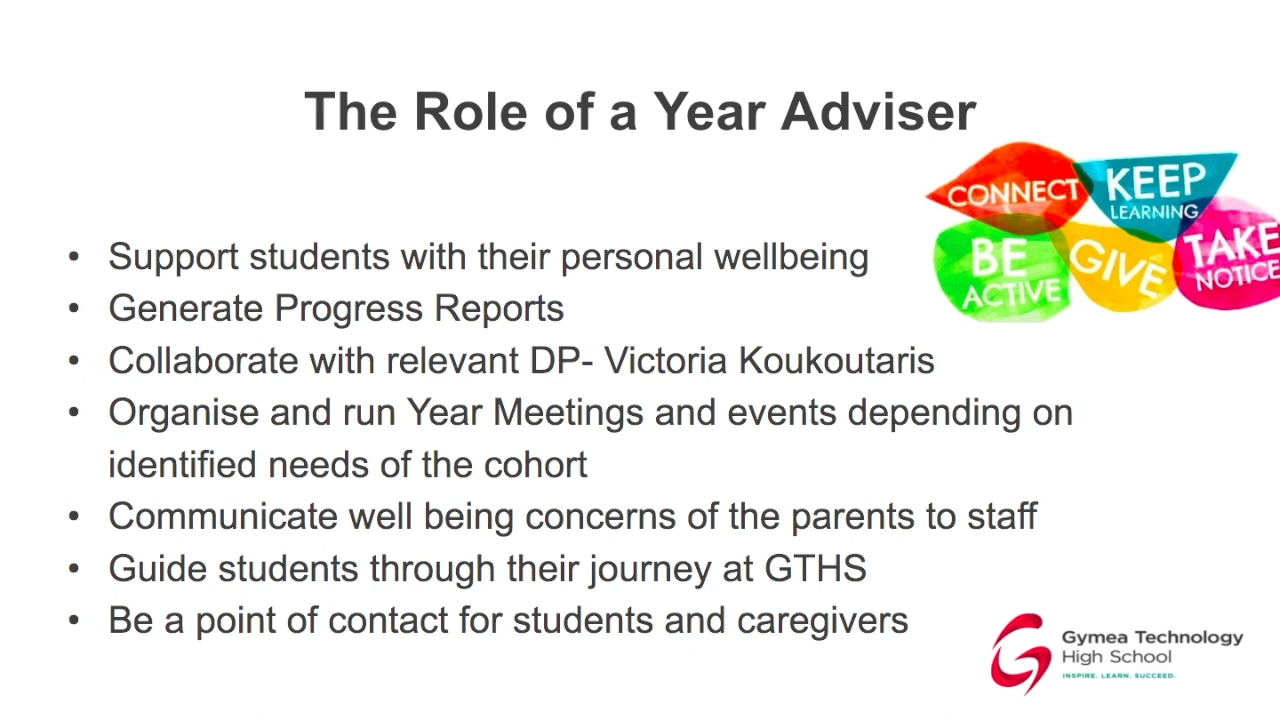 The Role of a Year Adviser
CONNECT
KEEP
LEARNING
BE
ACTIVE
GIVE
TAKE
NOTICE
• Support students with their personal wellbeing
• Generate Progress Reports
• Collaborate with relevant DP- Victoria Koukoutaris
• Organise and run Year Meetings and events depending on
identified needs of the cohort
• Communicate well being concerns of the parents to staff
• Guide students through their journey at GTHS
• Be a point of contact for students and caregivers
Gymea Technology
High School
INSPIRE. LEARN. SUCCEED.